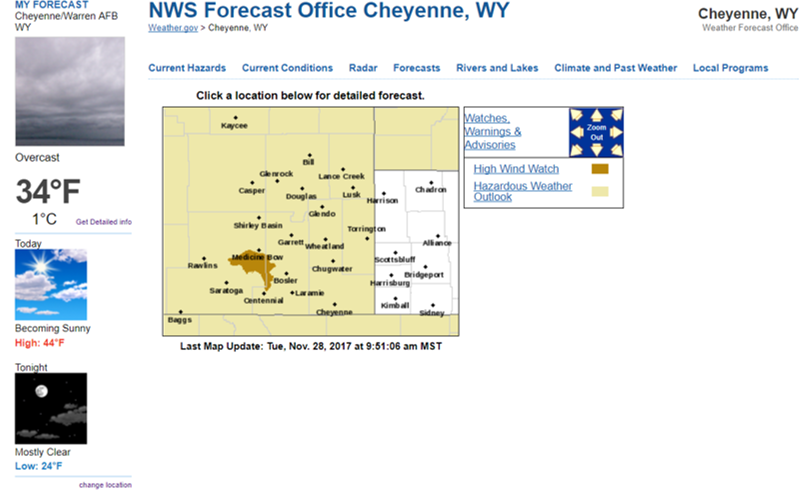 MY FORECAST
Cheyenne/Warren AFB
WY
Overcast
34°F
1°C
Get Detailed info
Today
Becoming Sunny
High: 44°F
Tonight
Mostly Clear
Low: 24°F
change location
NWS Forecast Office Cheyenne, WY
Weather.gov > Cheyenne, WY
Cheyenne, WY
Weather Forecast Office
Current Hazards Current Conditions Radar Forecasts Rivers and Lakes Climate and Past Weather Local Programs
Click a location below for detailed forecast.
Kaycee
Bill
Glenrock
Lance Creek
Casper
Douglas
Lusk
Harrison
Chadron
Glendo
Shirley Basin
Torrington
Garrett
Wheatland
Alliance
Medicine Bow
Scottsbluff
Rawlins
Chugwater
Bridgeport
Bosler
Harrisburg
Saratoga
Laramie
Centennial
Kimball
Cheyenne
Sidney
Baggs
Last Map Update: Tue, Nov. 28, 2017 at 9:51:06 am MST
Watches,
Warnings &
Advisories
Zoom
Out
High Wind Watch
Hazardous Weather
Outlook